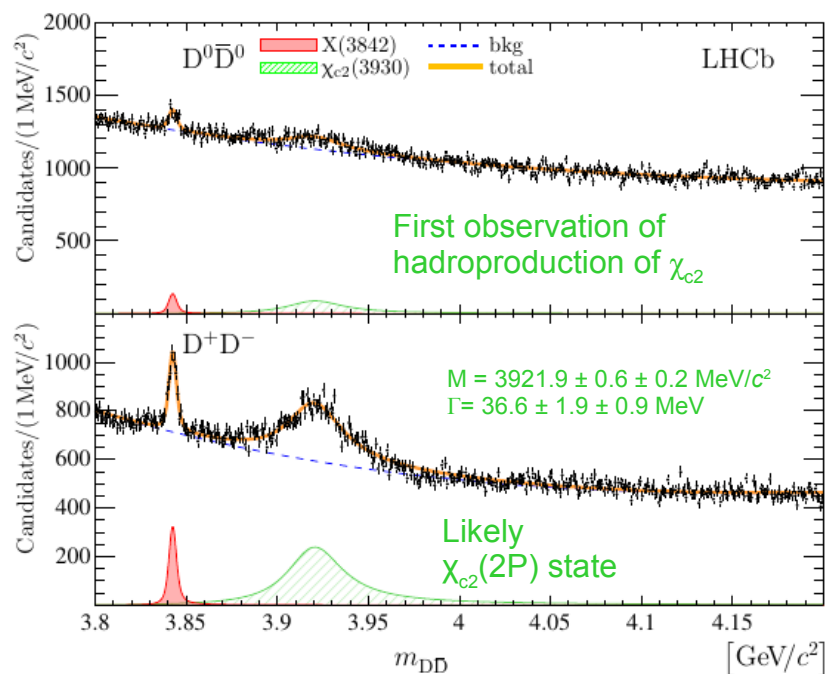 2000
D⁰D̄⁰
X(3842)
bkg
LHCb
χc2(3930)
total
1500
1000
500
Candidates/(1 MeV/c²)
First observation of
hadroproduction of χc2
D⁺D⁻
1000
800
600
400
200
Candidates/(1 MeV/c²)
M = 3921.9 ± 0.6 ± 0.2 MeV/c²
Γ= 36.6 ± 1.9 ± 0.9 MeV
Likely
χc2(2P) state
3.8 3.85 3.9 3.95 4 4.05 4.1 4.15
mDD̄ [GeV/c²]